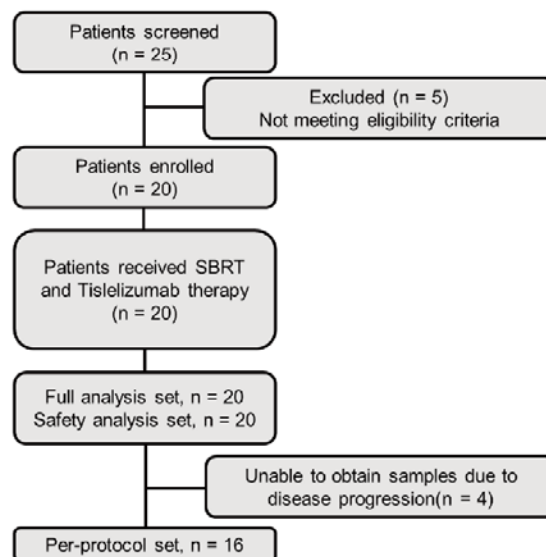 Patients screened
(n = 25)
Excluded (n = 5)
Not meeting eligibility criteria
Patients enrolled
(n = 20)
Patients received SBRT
and Tislelizumab therapy
(n = 20)
Full analysis set, n = 20
Safety analysis set, n = 20
Unable to obtain samples due to
disease progression(n = 4)
Per-protocol set, n = 16